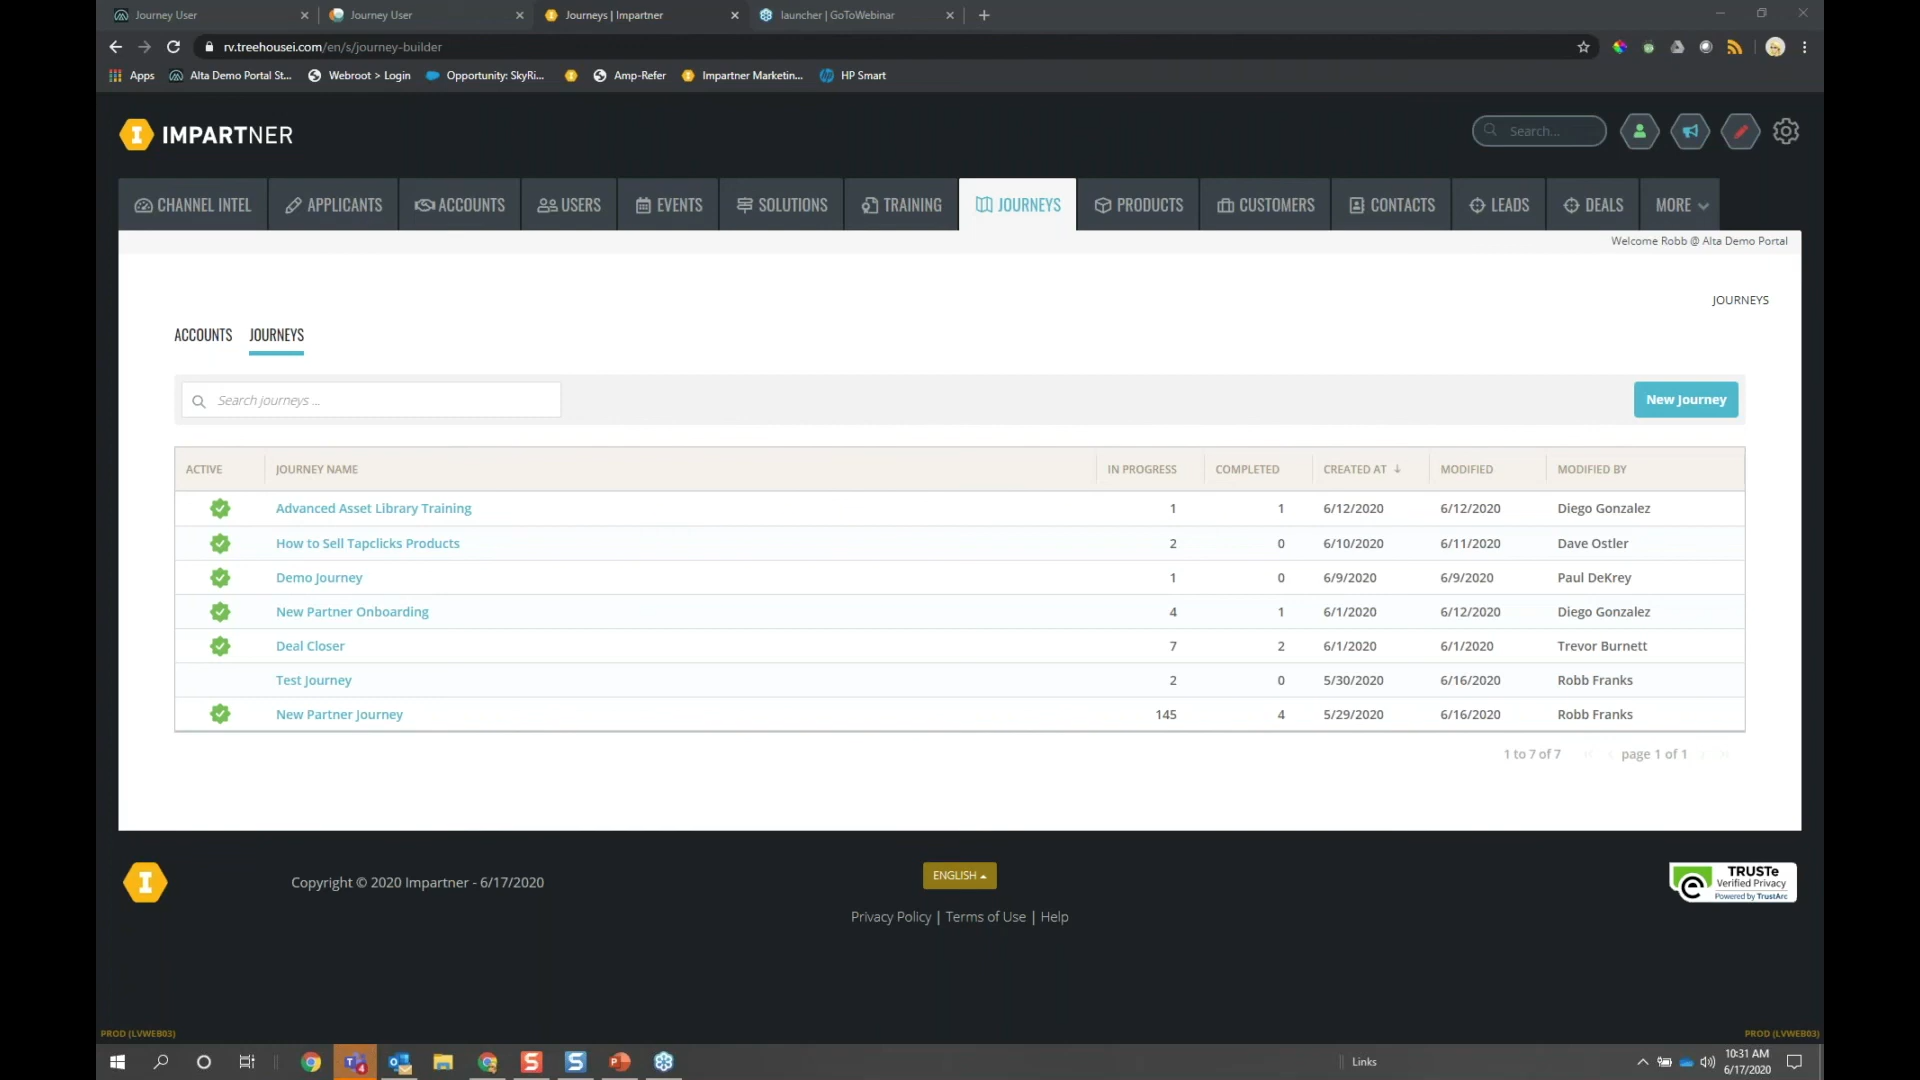 Journey User
Journey User
Journeys | Impartner
launcher | GoToWebinar
rv.treehousei.com/en/s/journey-builder
Apps
Alta Demo Portal St...
Webroot > Login
Opportunity: SkyRi...
Amp-Refer
Impartner Marketin...
HP Smart
IMPARTNER
Search...
CHANNEL INTEL
APPLICANTS
ACCOUNTS
USERS
EVENTS
SOLUTIONS
TRAINING
JOURNEYS
PRODUCTS
CUSTOMERS
CONTACTS
LEADS
DEALS
MORE
Welcome Robb @ Alta Demo Portal
JOURNEYS
ACCOUNTS JOURNEYS
Search journeys ...
New Journey
ACTIVE JOURNEY NAME IN PROGRESS COMPLETED CREATED AT MODIFIED MODIFIED BY
Advanced Asset Library Training 1 1 6/12/2020 6/12/2020 Diego Gonzalez
How to Sell Tapclicks Products 2 0 6/10/2020 6/11/2020 Dave Ostler
Demo Journey 1 0 6/9/2020 6/9/2020 Paul DeKrey
New Partner Onboarding 4 1 6/1/2020 6/12/2020 Diego Gonzalez
Deal Closer 7 2 6/1/2020 6/1/2020 Trevor Burnett
Test Journey 2 0 5/30/2020 6/16/2020 Robb Franks
New Partner Journey 145 4 5/29/2020 6/16/2020 Robb Franks
1 to 7 of 7 page 1 of 1
Copyright © 2020 Impartner - 6/17/2020
ENGLISH
Privacy Policy | Terms of Use | Help
TRUSTe
Verified Privacy
Powered by TrustArc
PROD (LVWEB03)
PROD (LVWEB03)
Links
10:31 AM
6/17/2020